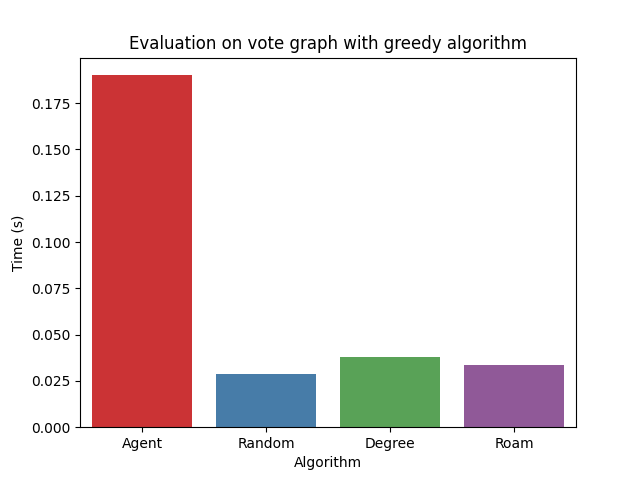 Evaluation on vote graph with greedy algorithm
0.175
0.150
0.125
0.100
0.075
0.050
0.025
0.000
Time (s)
Agent Random Degree Roam
Algorithm